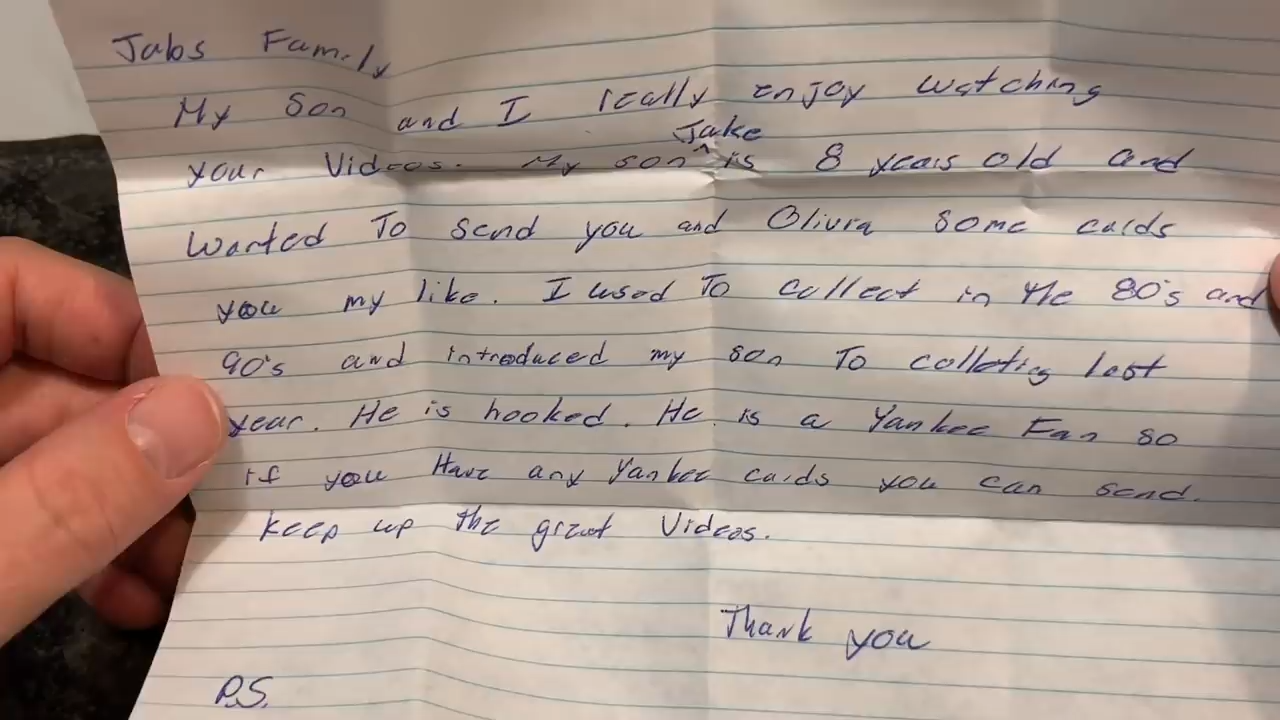 Jabs Family
My Son and I really enjoy watching
Jake
your Videos. My son ^ is 8 years old and
Wanted To send you and Olivia some cards
you my like. I used To collect in the 80's and
90's and introduced my son To colleting last
year. He is hooked. He is a Yankee Fan so
if you Have any Yankee cards you can send.
keep up the great Videos.
Thank you
P.S.